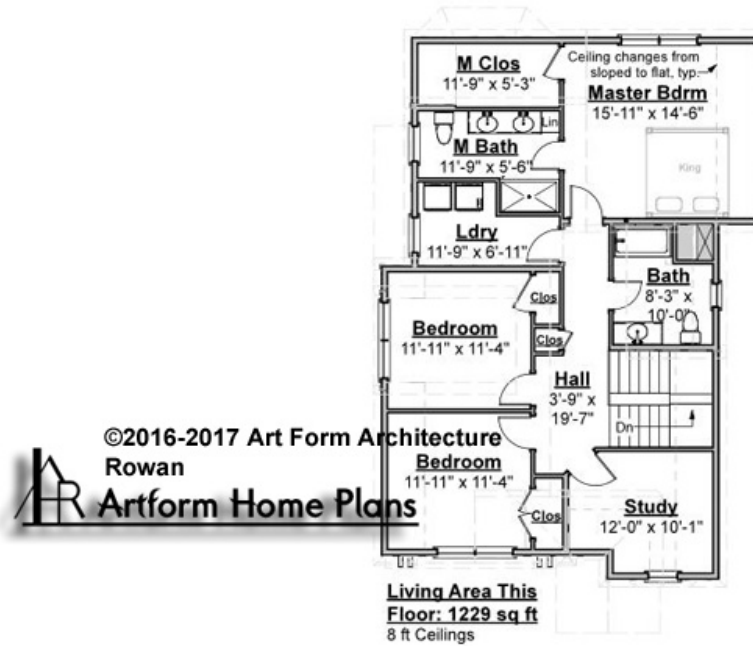 M Clos
11'-9" x 5'-3"
Ceiling changes from
sloped to flat, typ.
Master Bdrm
15'-11" x 14'-6"
Lin
M Bath
11'-9" x 5'-6"
King
Ldry
11'-9" x 6'-11"
Bath
8'-3" x
10'-0"
Clos
Bedroom
11'-11" x 11'-4"
Clos
Hall
3'-9" x
19'-7"
Dn
©2016-2017 Art Form Architecture
Rowan
Artform Home Plans
Bedroom
11'-11" x 11'-4"
Clos
Study
12'-0" x 10'-1"
Living Area This
Floor: 1229 sq ft
8 ft Ceilings